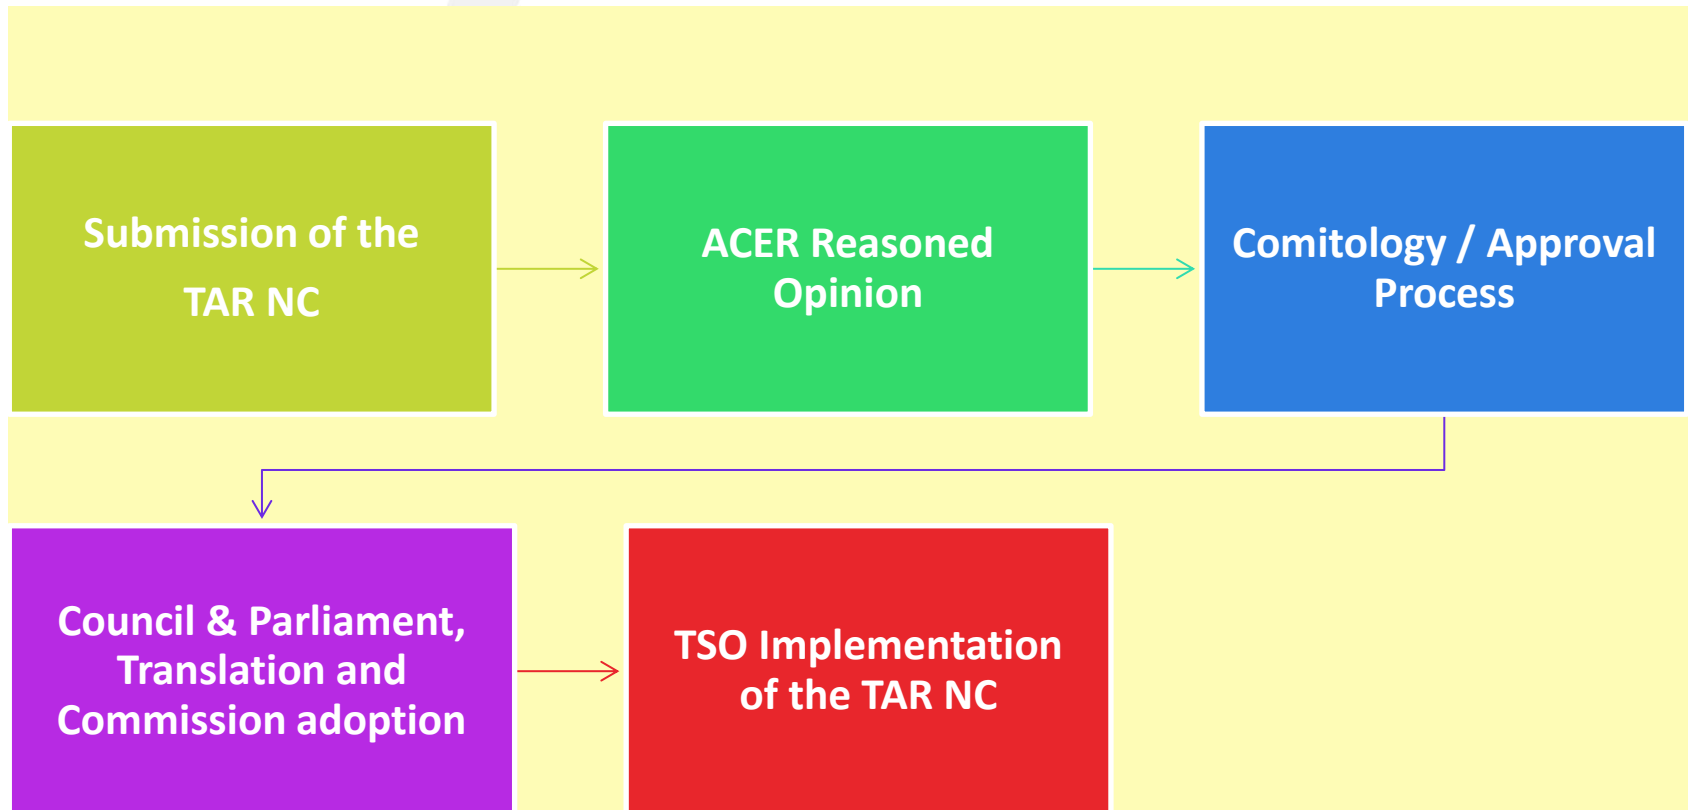 Submission of the
TAR NC
ACER Reasoned
Opinion
Comitology / Approval
Process
Council & Parliament,
Translation and
Commission adoption
TSO Implementation
of the TAR NC